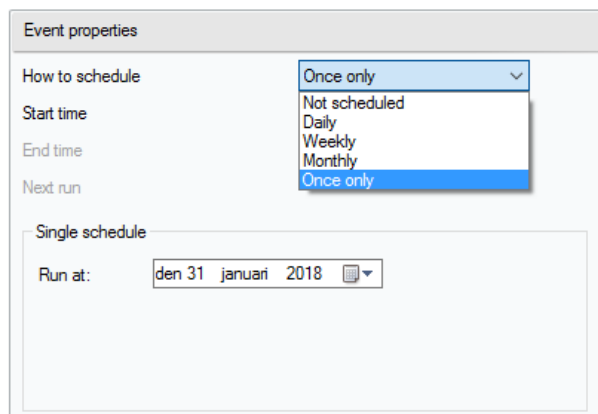 Event properties
How to schedule
Once only
Start time
Not scheduled
Daily
Weekly
Monthly
Once only
End time
Next run
Single schedule
Run at:
den 31 januari 2018